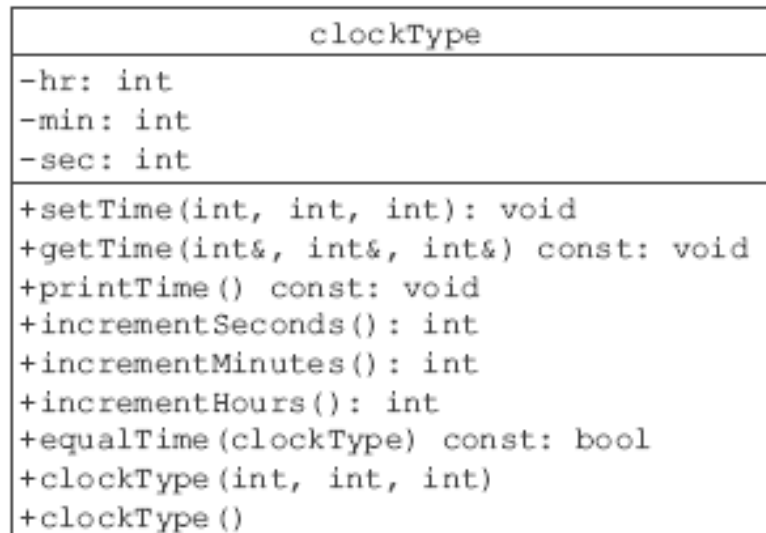 clockType
-hr: int
-min: int
-sec: int
+setTime(int, int, int): void
+getTime(int&, int&, int&) const: void
+printTime() const: void
+incrementSeconds(): int
+incrementMinutes(): int
+incrementHours(): int
+equalTime(clockType) const: bool
+clockType(int, int, int)
+clockType()